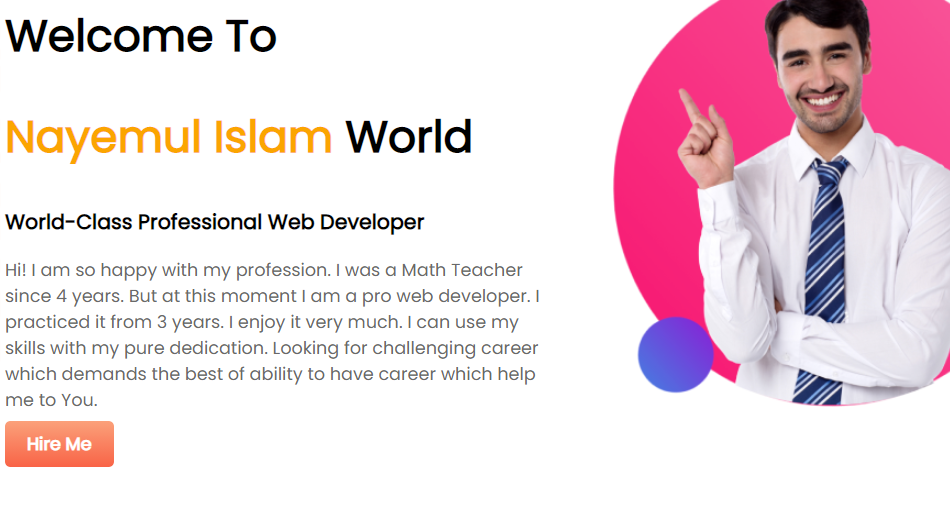 Welcome To
Nayemul Islam World
World-Class Professional Web Developer
Hi! I am so happy with my profession. I was a Math Teacher
since 4 years. But at this moment I am a pro web developer. I
practiced it from 3 years. I enjoy it very much. I can use my
skills with my pure dedication. Looking for challenging career
which demands the best of ability to have career which help
me to You.
Hire Me